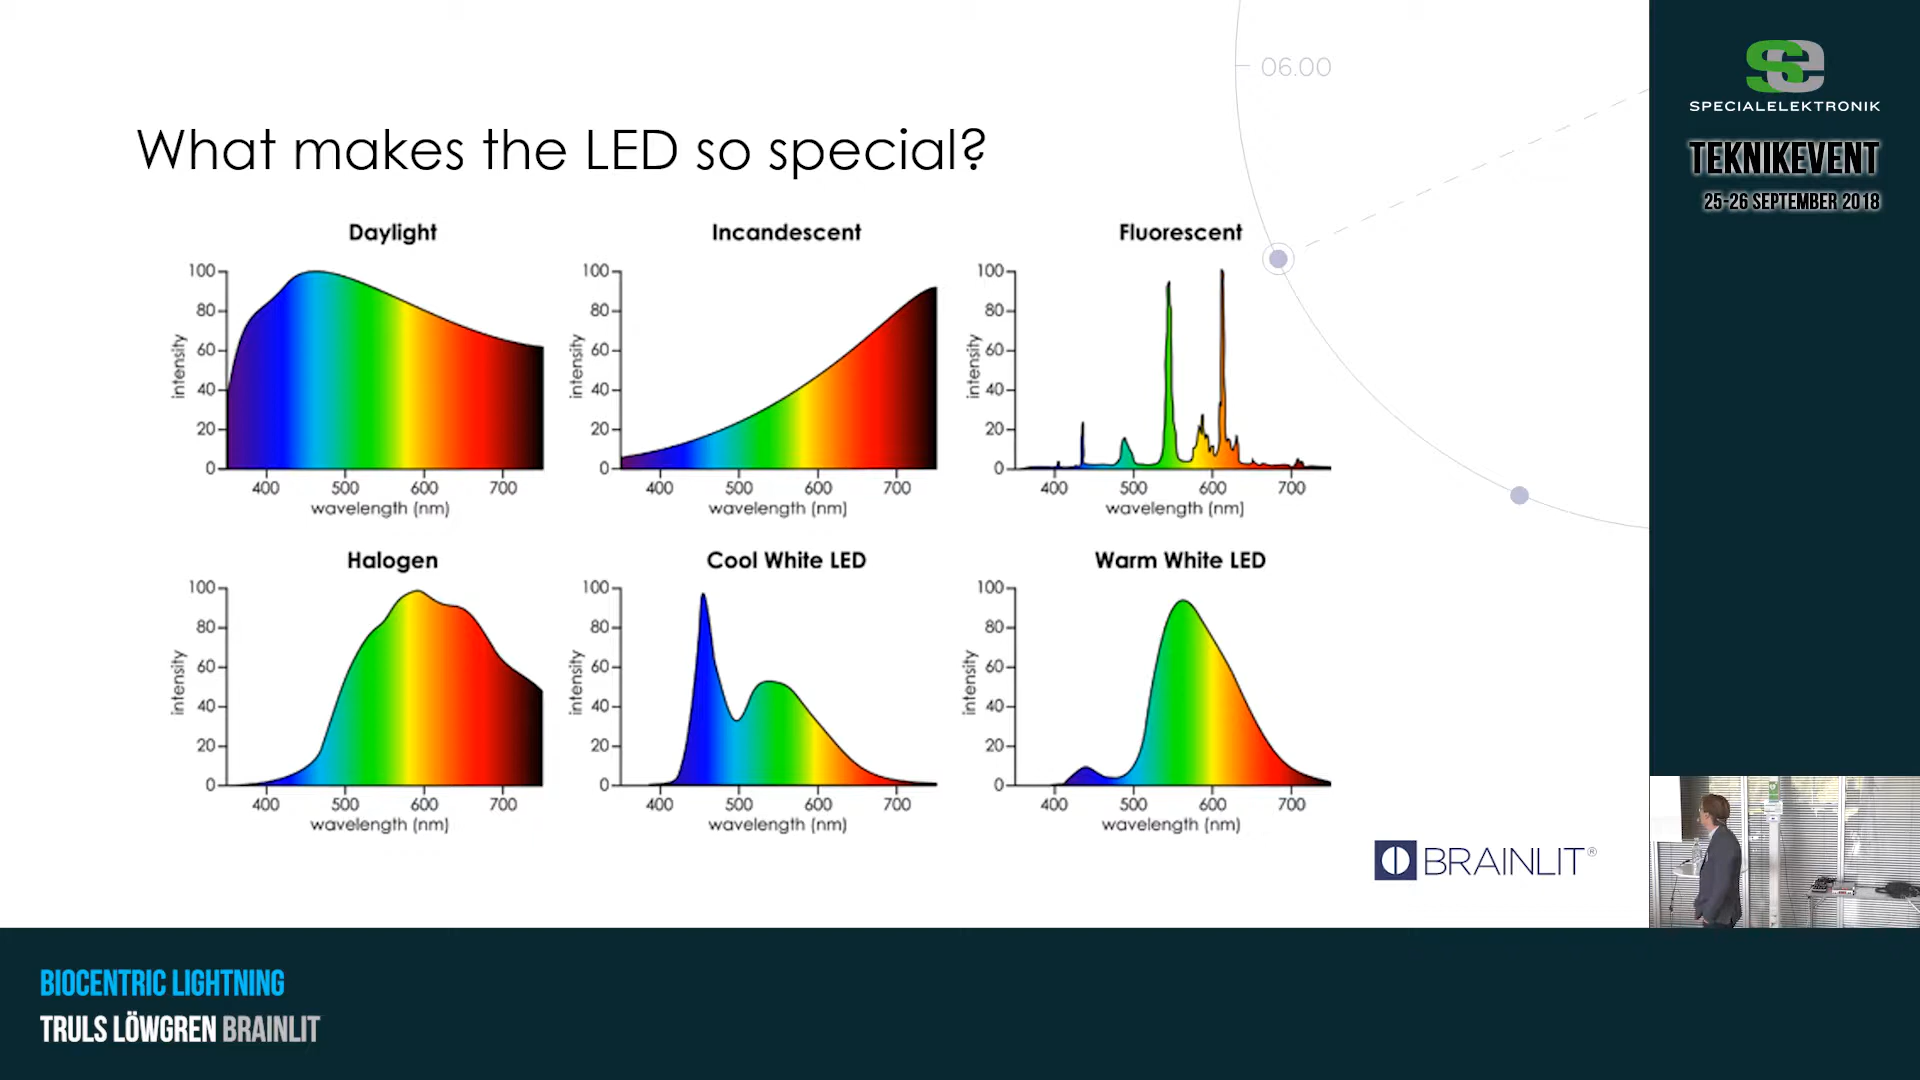 06.00
SPECIALELEKTRONIK
TEKNIKEVENT
25-26 SEPTEMBER 2018
What makes the LED so special?
Daylight
100
80
60
40
20
0
intensity
400 500 600 700
wavelength (nm)
Incandescent
100
80
60
40
20
0
intensity
400 500 600 700
wavelength (nm)
Fluorescent
100
80
60
40
20
0
intensity
400 500 600 700
wavelength (nm)
Halogen
100
80
60
40
20
0
intensity
400 500 600 700
wavelength (nm)
Cool White LED
100
80
60
40
20
0
intensity
400 500 600 700
wavelength (nm)
Warm White LED
100
80
60
40
20
0
intensity
400 500 600 700
wavelength (nm)
BRAINLIT®
BIOCENTRIC LIGHTNING
TRULS LÖWGREN BRAINLIT